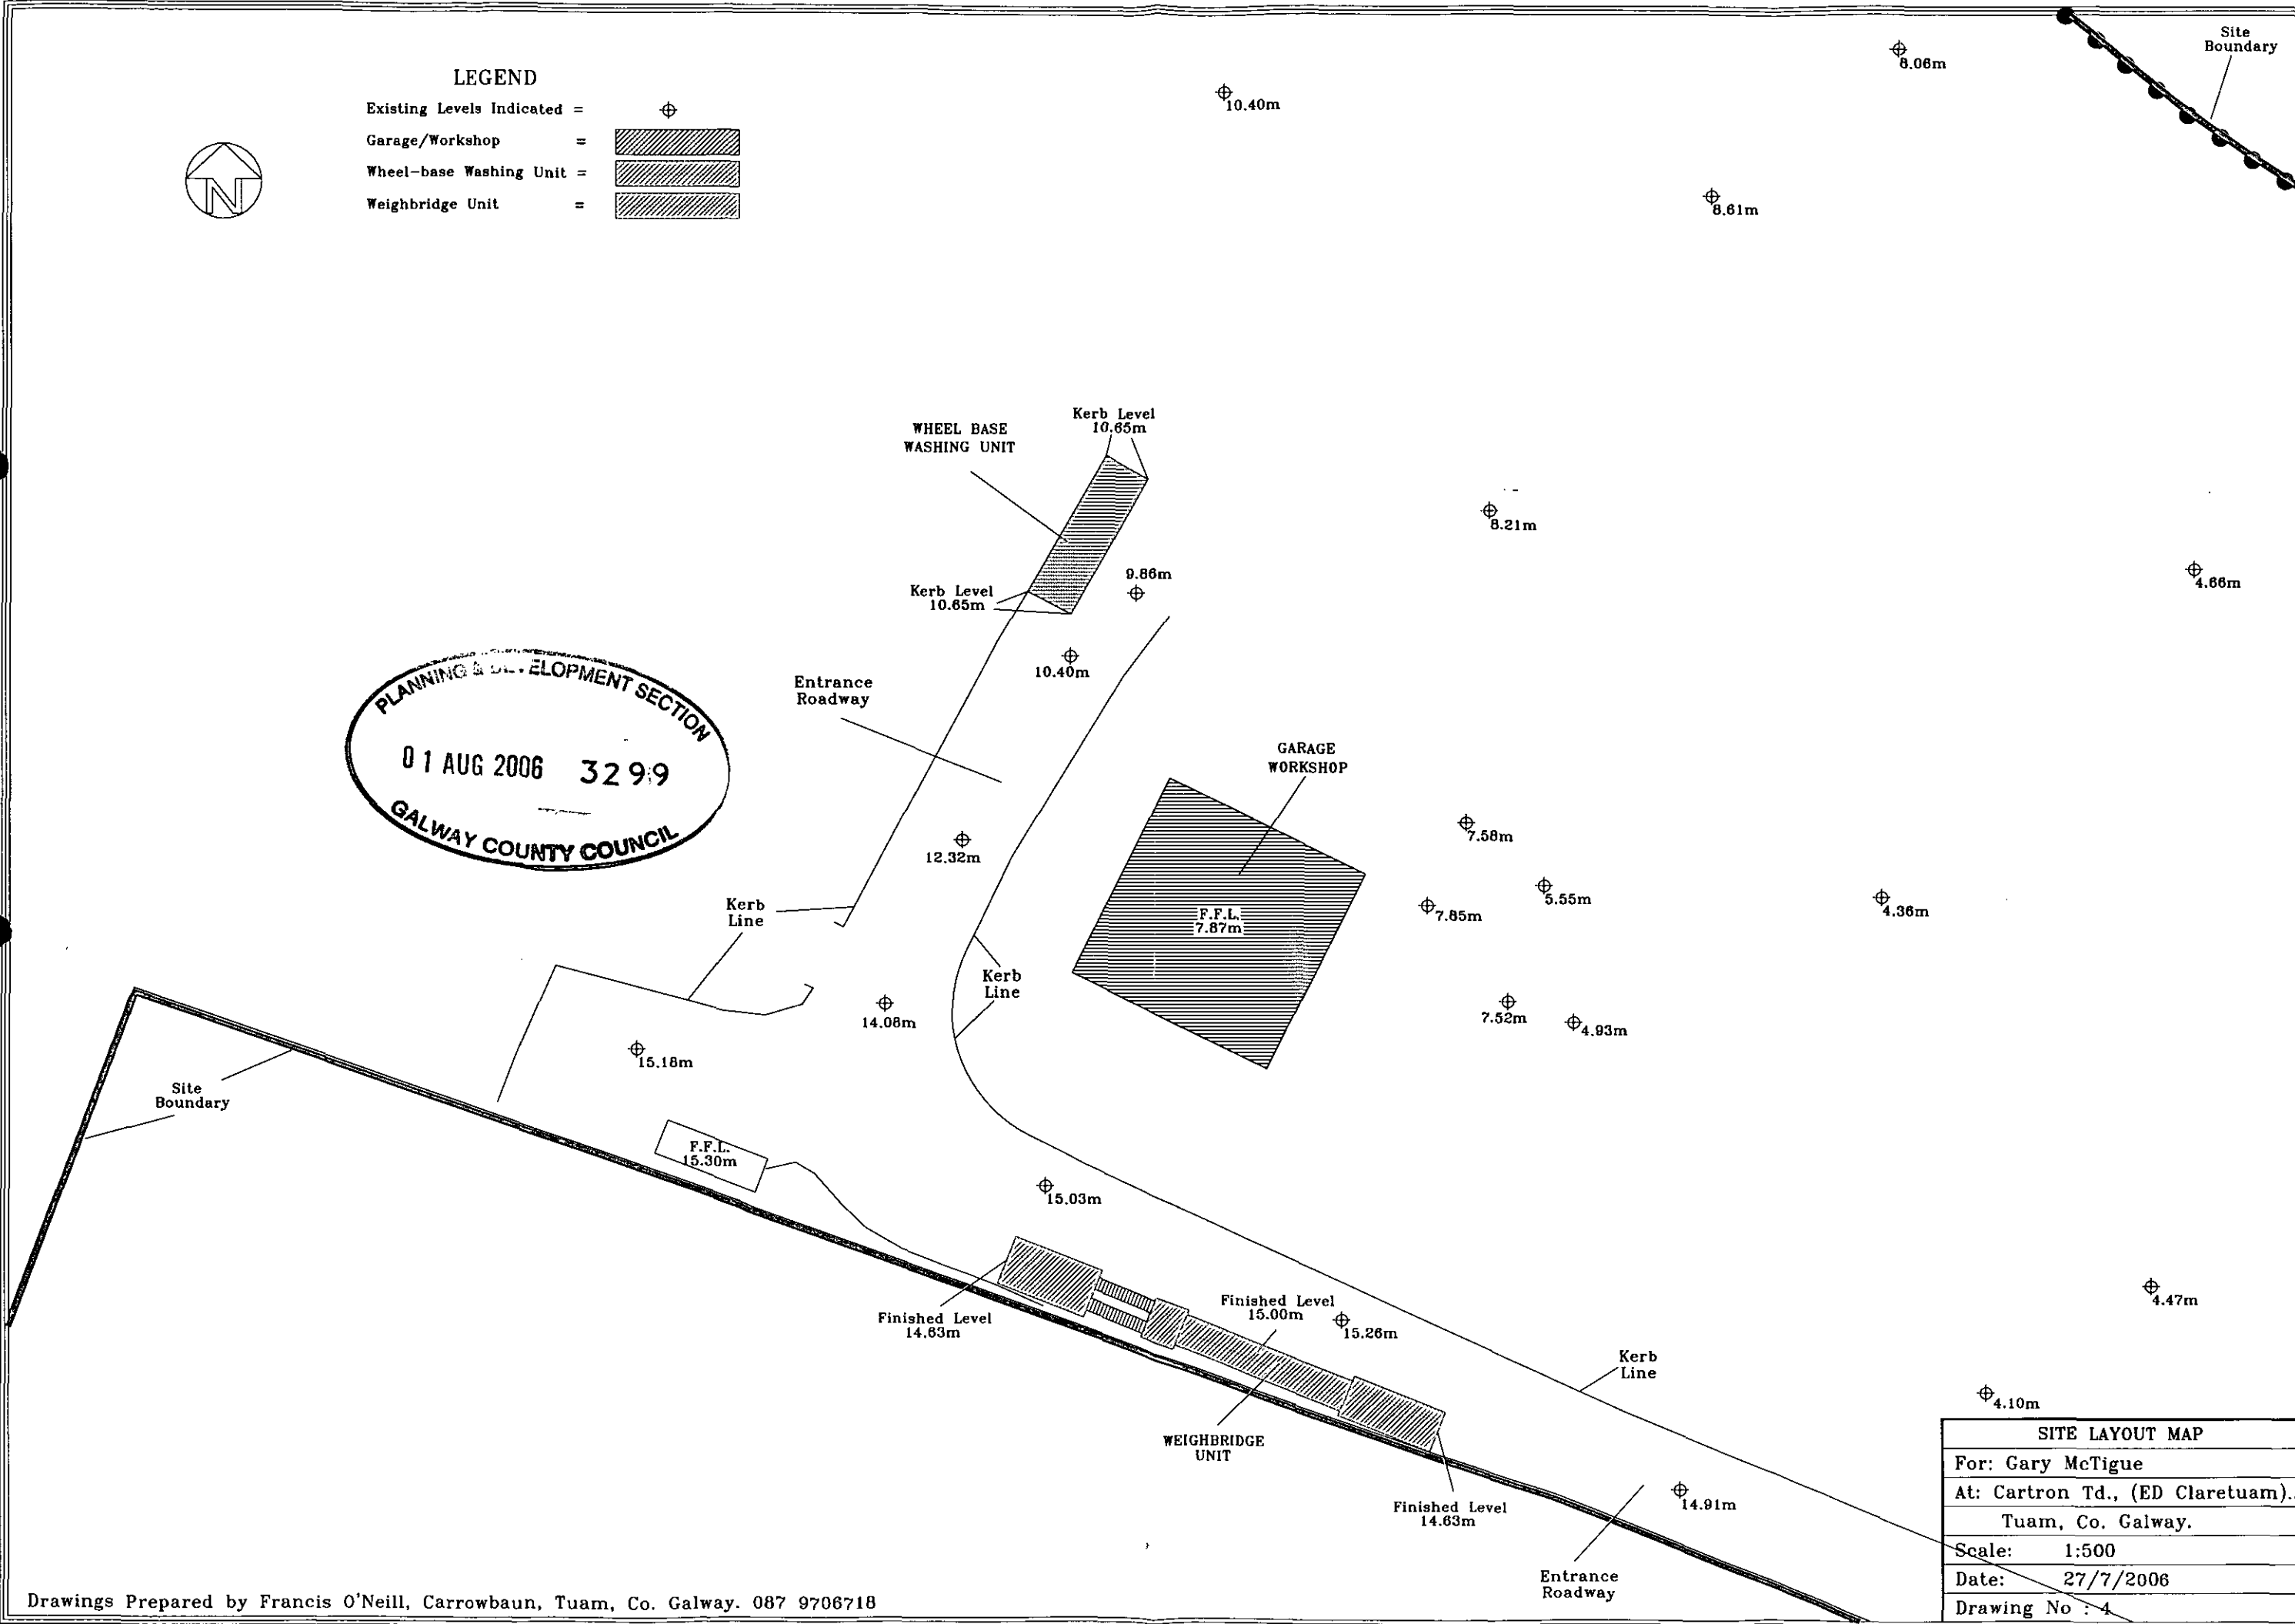 LEGEND
Existing Levels Indicated =
Garage/Workshop =
Wheel-base Washing Unit =
Weighbridge Unit =
N
Site
Boundary
8.06m
10.40m
8.61m
Kerb Level
10.65m
WHEEL BASE
WASHING UNIT
8.21m
4.66m
9.86m
Kerb Level
10.65m
10.40m
Entrance
Roadway
PLANNING & DEVELOPMENT SECTION
01 AUG 2006 3299
GALWAY COUNTY COUNCIL
GARAGE
WORKSHOP
12.32m
7.58m
5.55m
7.85m
4.36m
F.F.L.
7.87m
Kerb
Line
Kerb
Line
14.08m
7.52m
4.93m
15.18m
Site
Boundary
F.F.L.
15.30m
15.03m
Finished Level
14.63m
Finished Level
15.00m
15.26m
4.47m
Kerb
Line
4.10m
WEIGHBRIDGE
UNIT
Finished Level
14.63m
14.91m
Entrance
Roadway
SITE LAYOUT MAP
For: Gary McTigue
At: Cartron Td., (ED Claretuam).
Tuam, Co. Galway.
Scale: 1:500
Date: 27/7/2006
Drawing No : 4
Drawings Prepared by Francis O'Neill, Carrowbaun, Tuam, Co. Galway. 087 9706718